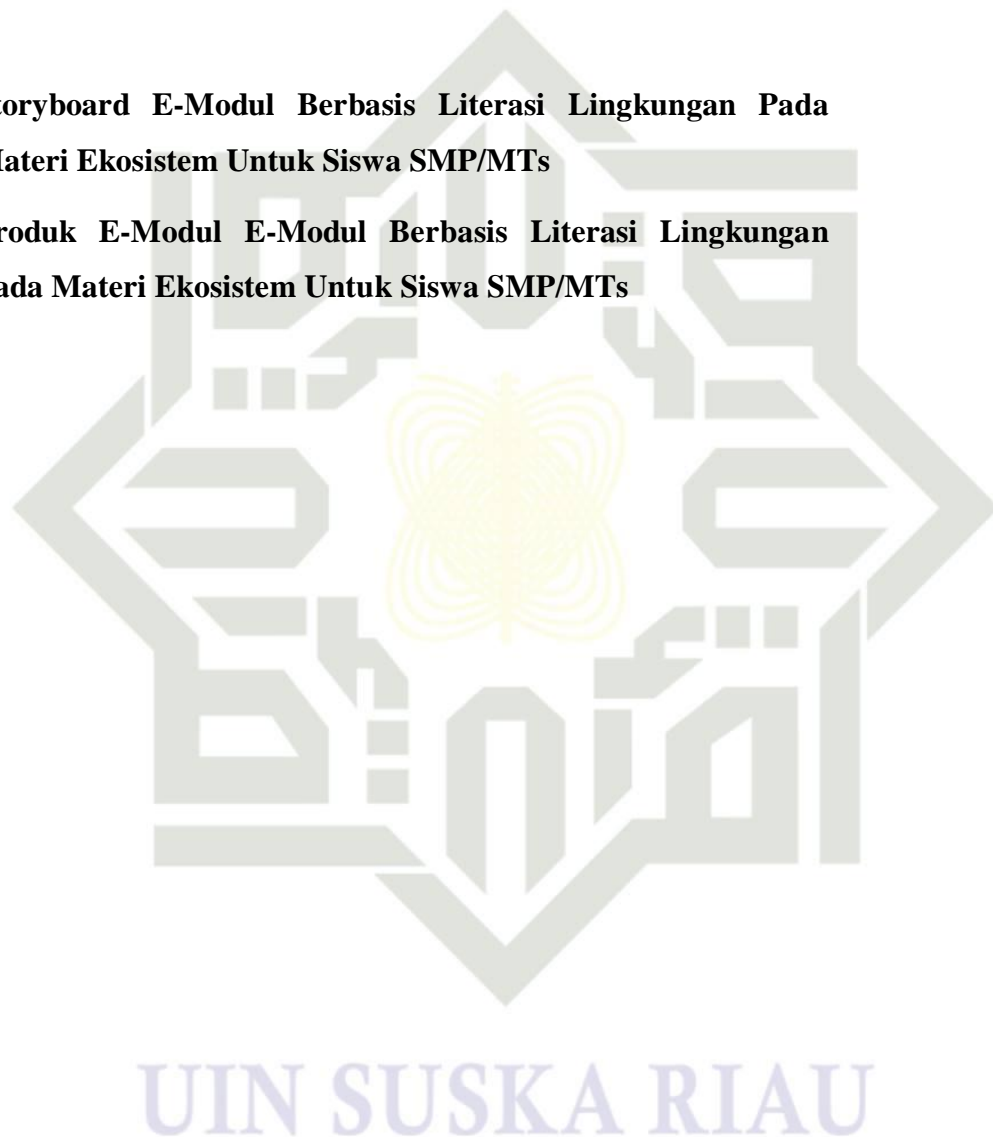 toryboard E-Modul Berbasis Literasi Lingkungan Pada
Materi Ekosistem Untuk Siswa SMP/MTs
roduk E-Modul E-Modul Berbasis Literasi Lingkungan
ada Materi Ekosistem Untuk Siswa SMP/MTs
UIN SUSKA RIAU